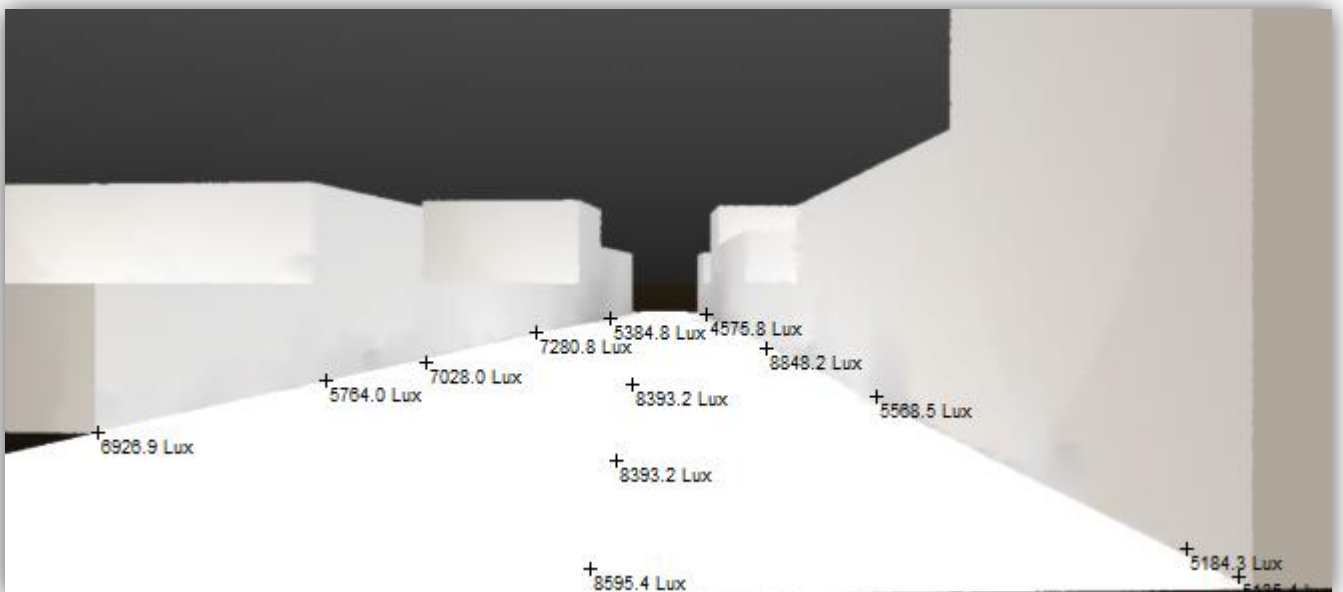 5384.8 Lux
4575.8 Lux
7280.8 Lux
8848.2 Lux
7028.0 Lux
5764.0 Lux
8393.2 Lux
5568.5 Lux
6926.9 Lux
8393.2 Lux
5184.3 Lux
8595.4 Lux